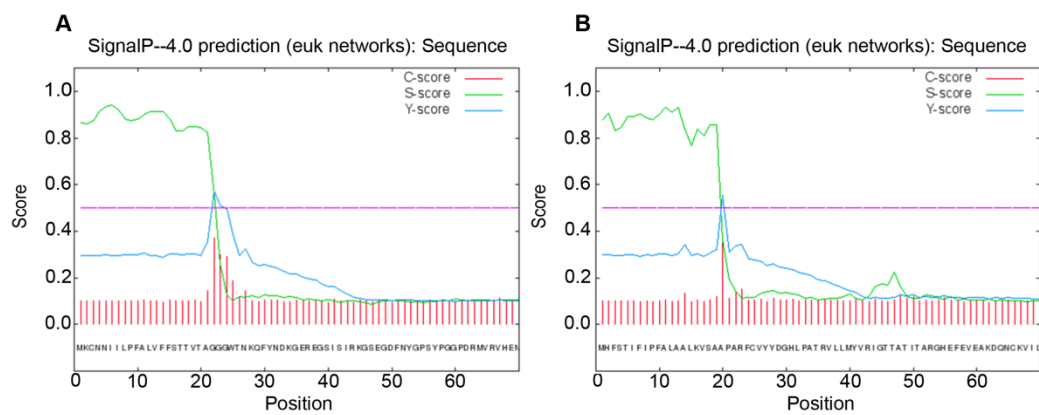 A
SignalP--4.0 prediction (euk networks): Sequence
C-score
S-score
Y-score
1.0
0.8
0.6
0.4
0.2
0.0
Score
MKCNNIILPFALVFFSTTVTAGGGWTNKQFYNDKGEREGSISIRKGSEGDFNYGPSYPGGPDRMVRVHEN
0 10 20 30 40 50 60
Position
B
SignalP--4.0 prediction (euk networks): Sequence
C-score
S-score
Y-score
1.0
0.8
0.6
0.4
0.2
0.0
Score
MHFSTIFIPFALAALKVSAAPARFCVYYDGHLPATRVLLMYVRIGTTATITARGHEFEVEAKDQNCKVIL
0 10 20 30 40 50 60
Position